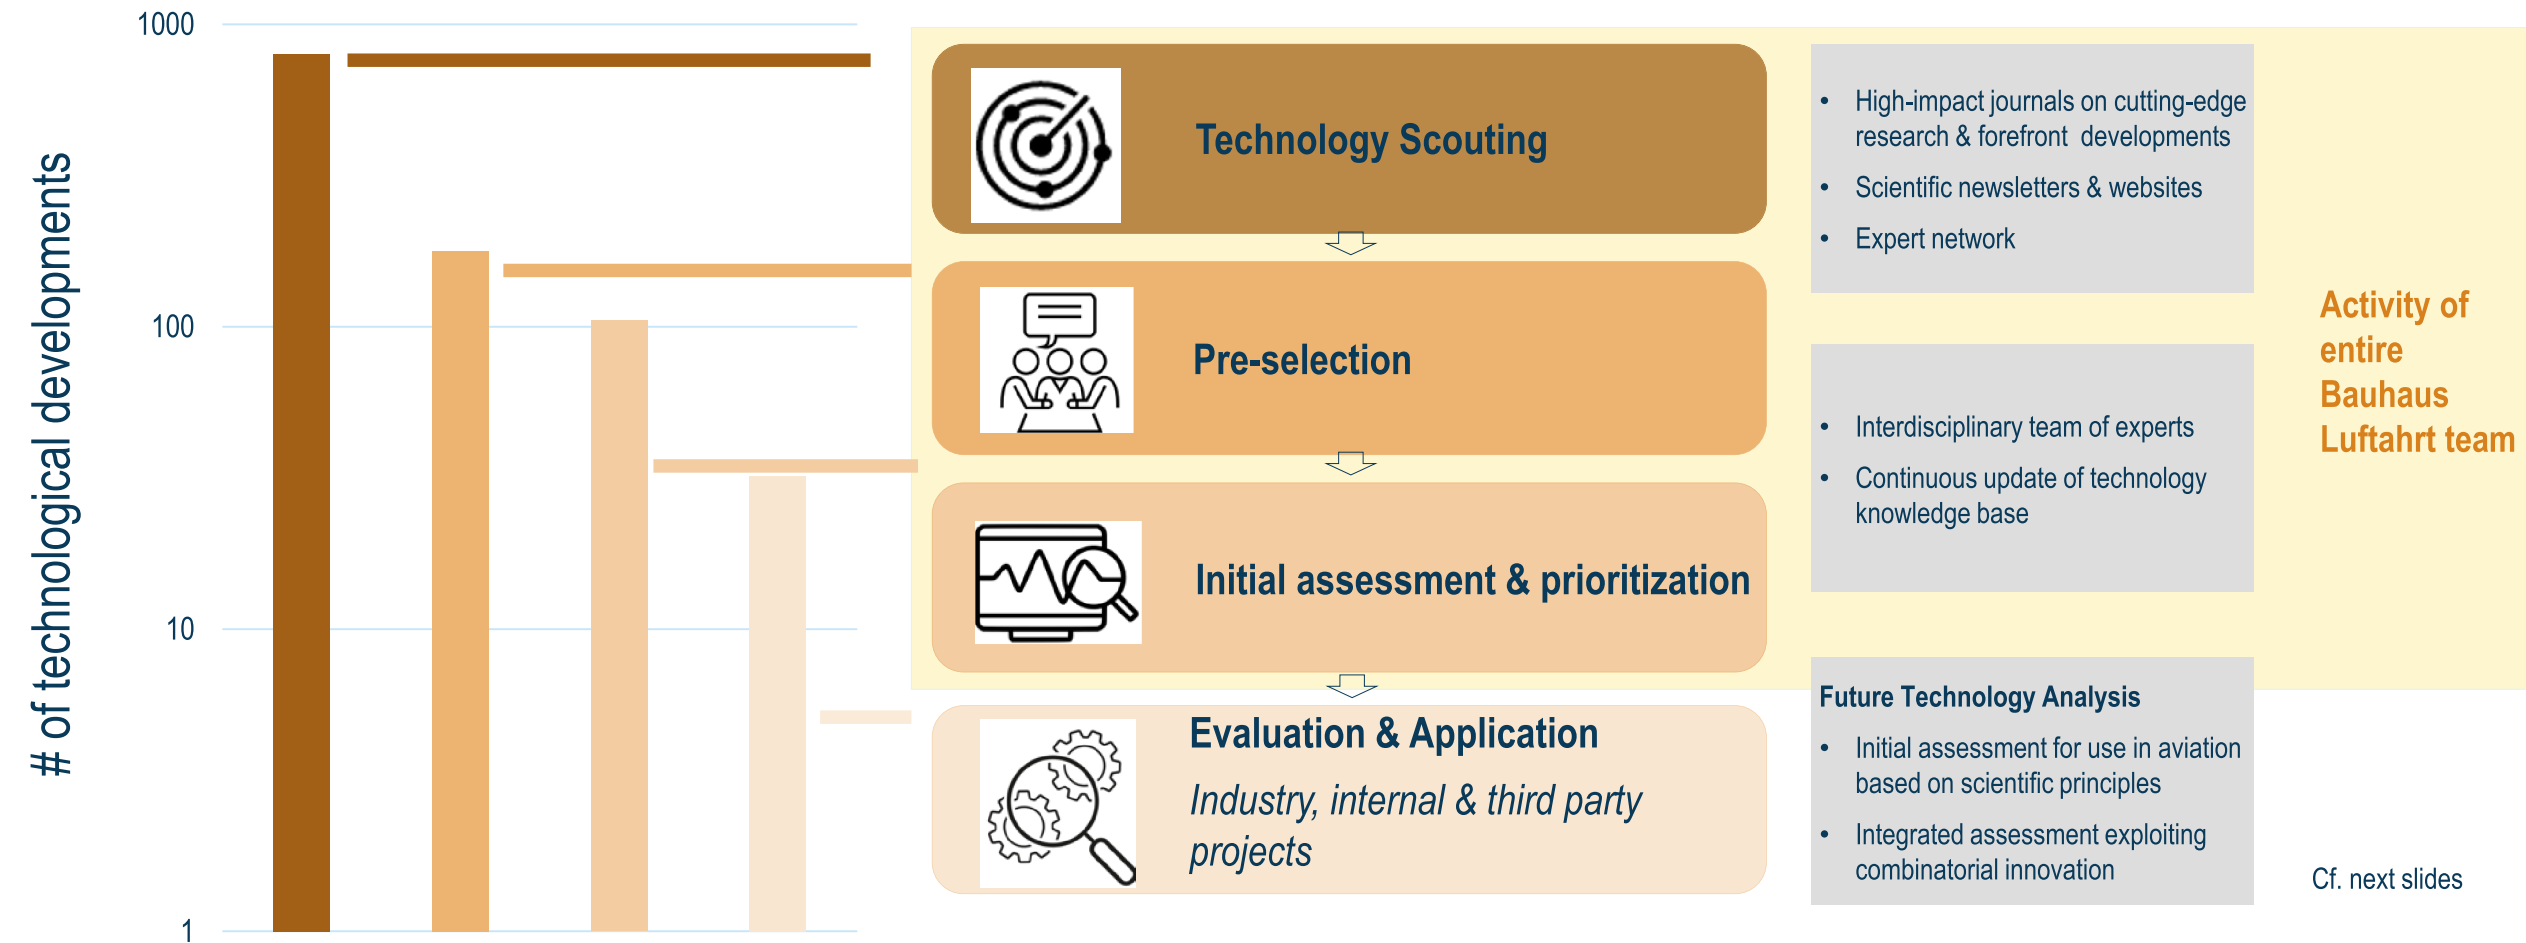 # of technological developments
1000
100
10
1
Technology Scouting
Pre-selection
Initial assessment & prioritization
Evaluation & Application
Industry, internal & third party
projects
• High-impact journals on cutting-edge
research & forefront developments
• Scientific newsletters & websites
• Expert network
• Interdisciplinary team of experts
• Continuous update of technology
knowledge base
Future Technology Analysis
• Initial assessment for use in aviation
based on scientific principles
• Integrated assessment exploiting
combinatorial innovation
Activity of
entire
Bauhaus
Luftahrt team
Cf. next slides